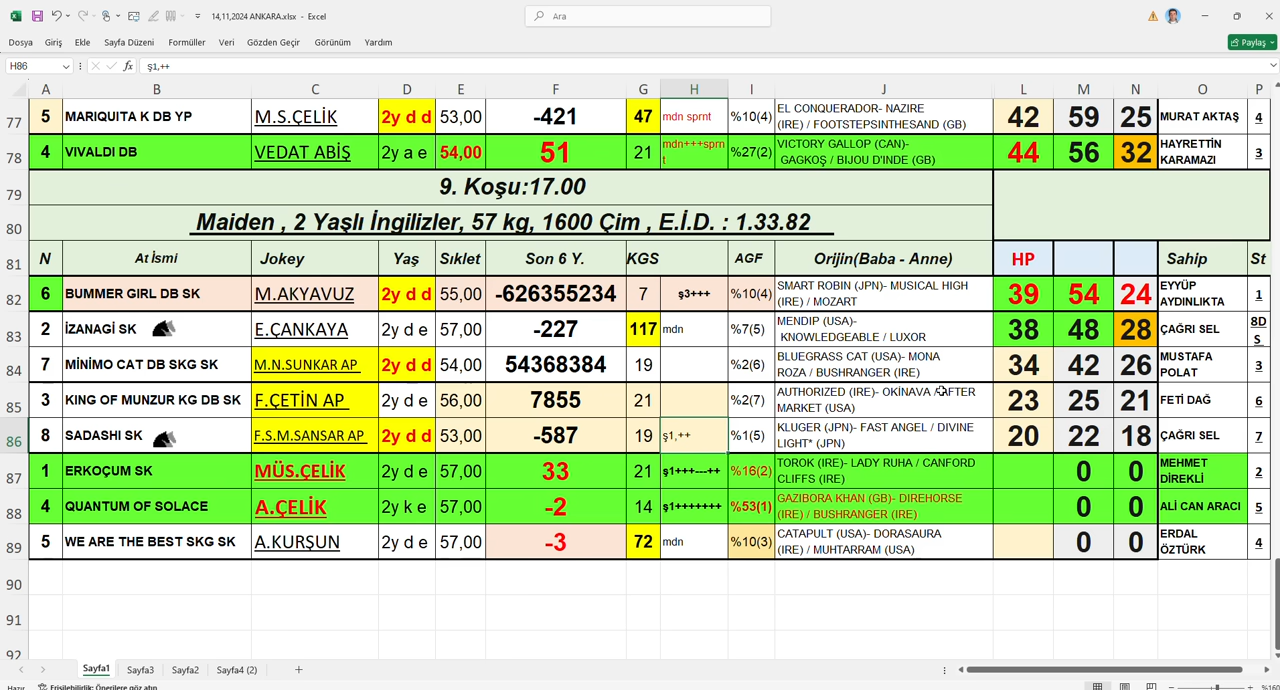 14,11,2024 ANKARA.xlsx - Excel
Ara
Dosya Giriş Ekle Sayfa Düzeni Formüller Veri Gözden Geçir Görünüm Yardım
Paylaş
H86 fx ş1,++
A B C D E F G H I J L M N O P
77 5 MARIQUITA K DB YP M.S.ÇELİK 2y d d 53,00 -421 47 mdn sprnt %10(4) EL CONQUERADOR- NAZIRE (IRE) / FOOTSTEPSINTHESAND (GB) 42 59 25 MURAT AKTAŞ 4
78 4 VIVALDI DB VEDAT ABİŞ 2y a e 54,00 51 21 mdn+++sprnt %27(2) VICTORY GALLOP (CAN)- GAGKOŞ / BIJOU D'INDE (GB) 44 56 32 HAYRETTİN KARAMAZI 3
79 9. Koşu:17.00
80 Maiden , 2 Yaşlı İngilizler, 57 kg, 1600 Çim , E.İ.D. : 1.33.82
81 N At İsmi Jokey Yaş Sıklet Son 6 Y. KGS AGF Orijin(Baba - Anne) HP Sahip St
82 6 BUMMER GIRL DB SK M.AKYAVUZ 2y d d 55,00 -626355234 7 ş3+++ %10(4) SMART ROBIN (JPN)- MUSICAL HIGH (IRE) / MOZART 39 54 24 EYYÜP AYDINLIKTA 1
83 2 İZANAGİ SK E.ÇANKAYA 2y d e 57,00 -227 117 mdn %7(5) MENDIP (USA)- KNOWLEDGEABLE / LUXOR 38 48 28 ÇAĞRI SEL 8DS
84 7 MİNİMO CAT DB SKG SK M.N.SUNKAR AP 2y d d 54,00 54368384 19 %2(6) BLUEGRASS CAT (USA)- MONA ROZA / BUSHRANGER (IRE) 34 42 26 MUSTAFA POLAT 3
85 3 KING OF MUNZUR KG DB SK F.ÇETİN AP 2y d e 56,00 7855 21 %2(7) AUTHORIZED (IRE)- OKİNAVA / AFTER MARKET (USA) 23 25 21 FETİ DAĞ 6
86 8 SADASHI SK F.S.M.SANSAR AP 2y d d 53,00 -587 19 ş1,++ %1(5) KLUGER (JPN)- FAST ANGEL / DIVINE LIGHT* (JPN) 20 22 18 ÇAĞRI SEL 7
87 1 ERKOÇUM SK MÜS.ÇELİK 2y d e 57,00 33 21 ş1+++---++ %16(2) TOROK (IRE)- LADY RUHA / CANFORD CLIFFS (IRE) 0 0 MEHMET DİREKLİ 2
88 4 QUANTUM OF SOLACE A.ÇELİK 2y k e 57,00 -2 14 ş1+++++++ %53(1) GAZIBORA KHAN (GB)- DIREHORSE (IRE) / BUSHRANGER (IRE) 0 0 ALİ CAN ARACI 5
89 5 WE ARE THE BEST SKG SK A.KURŞUN 2y d e 57,00 -3 72 mdn %10(3) CATAPULT (USA)- DORASAURA (IRE) / MUHTARRAM (USA) 0 0 ERDAL ÖZTÜRK 4
90
91
92
Sayfa1 Sayfa3 Sayfa2 Sayfa4 (2)
Hazır Erişilebilirlik: Önerilere göz atın %160